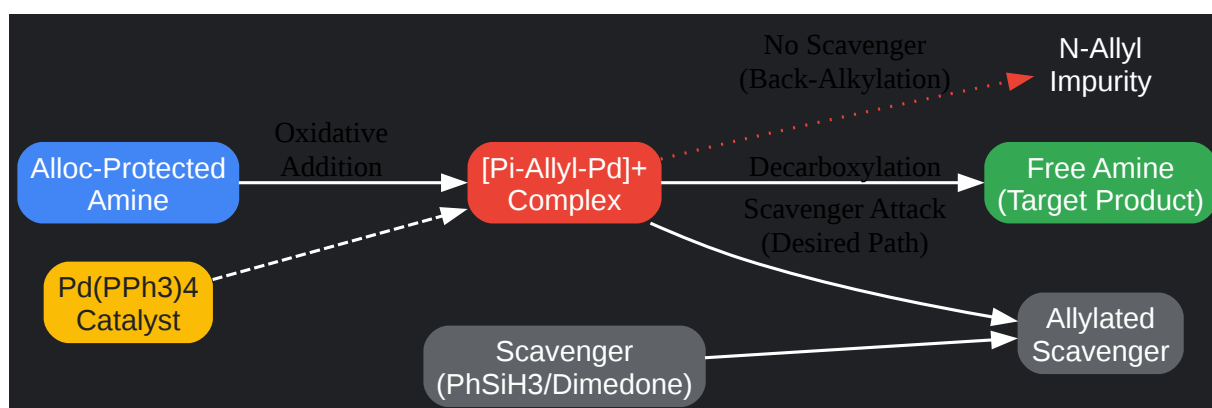 No Scavenger
(Back-Alkylation)
N-Allyl
Impurity
Oxidative
Addition
Alloc-Protected
Amine
[Pi-Allyl-Pd]+
Complex
Decarboxylation
Free Amine
(Target Product)
Scavenger Attack
(Desired Path)
Pd(PPh3)4
Catalyst
Scavenger
(PhSiH3/Dimedone)
Allylated
Scavenger